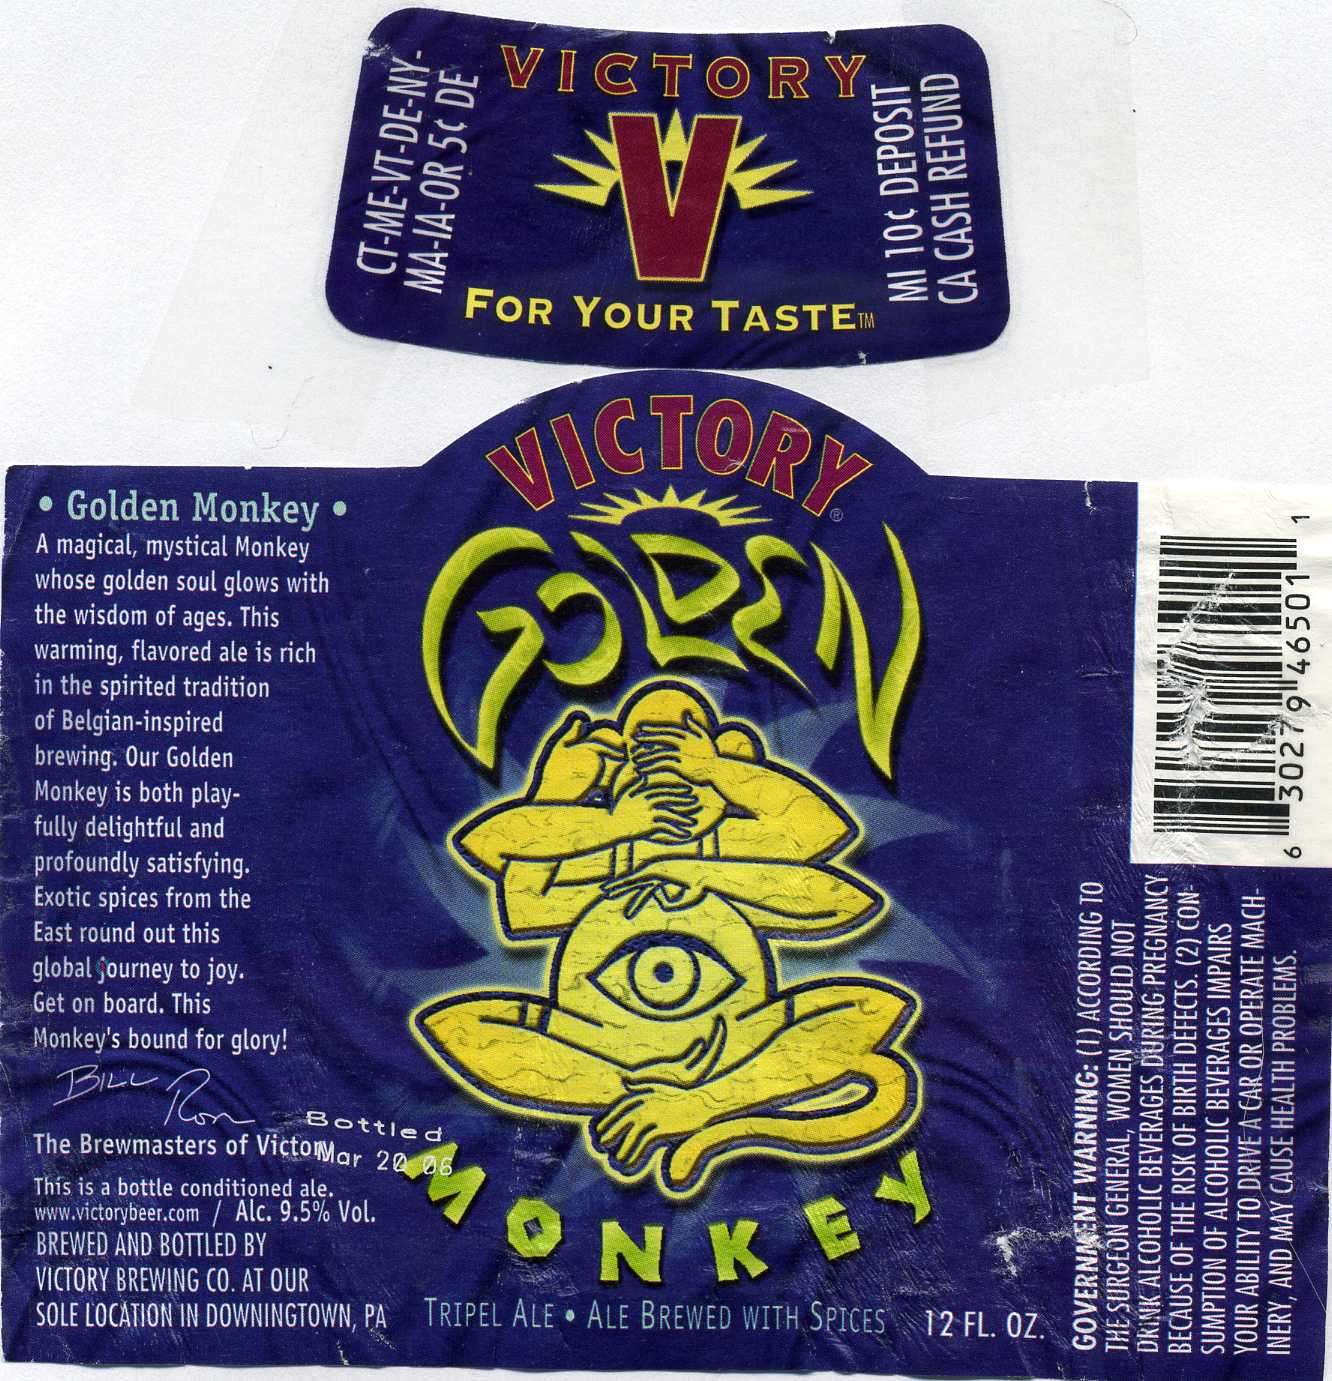 VICTORY
CT-ME-VT-DE-NY-
MA-IA-OR 5¢ DE
V
MI 10¢ DEPOSIT
CA CASH REFUND
FOR YOUR TASTE™
VICTORY®
GOLDEN
MONKEY
• Golden Monkey •
A magical, mystical Monkey
whose golden soul glows with
the wisdom of ages. This
warming, flavored ale is rich
in the spirited tradition
of Belgian-inspired
brewing. Our Golden
Monkey is both play-
fully delightful and
profoundly satisfying.
Exotic spices from the
East round out this
global journey to joy.
Get on board. This
Monkey's bound for glory!
BILL Ron
The Brewmasters of Victory
Bottled
Mar 20 06
This is a bottle conditioned ale.
www.victorybeer.com / Alc. 9.5% Vol.
BREWED AND BOTTLED BY
VICTORY BREWING CO. AT OUR
SOLE LOCATION IN DOWNINGTOWN, PA
TRIPEL ALE • ALE BREWED WITH SPICES
12 FL. OZ.
6 30279 46501 1
GOVERNMENT WARNING: (1) ACCORDING TO
THE SURGEON GENERAL, WOMEN SHOULD NOT
DRINK ALCOHOLIC BEVERAGES DURING PREGNANCY
BECAUSE OF THE RISK OF BIRTH DEFECTS. (2) CON-
SUMPTION OF ALCOHOLIC BEVERAGES IMPAIRS
YOUR ABILITY TO DRIVE A CAR OR OPERATE MACH-
INERY, AND MAY CAUSE HEALTH PROBLEMS.